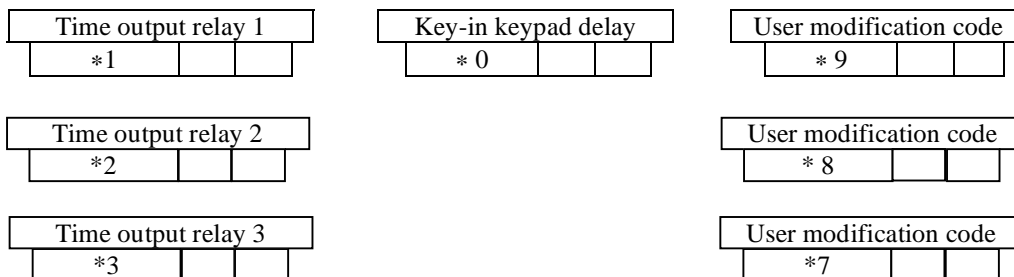 Time output relay 1 Key-in keypad delay User modification code
*1 * 0 * 9
Time output relay 2 User modification code
*2 * 8
Time output relay 3 User modification code
*3 *7